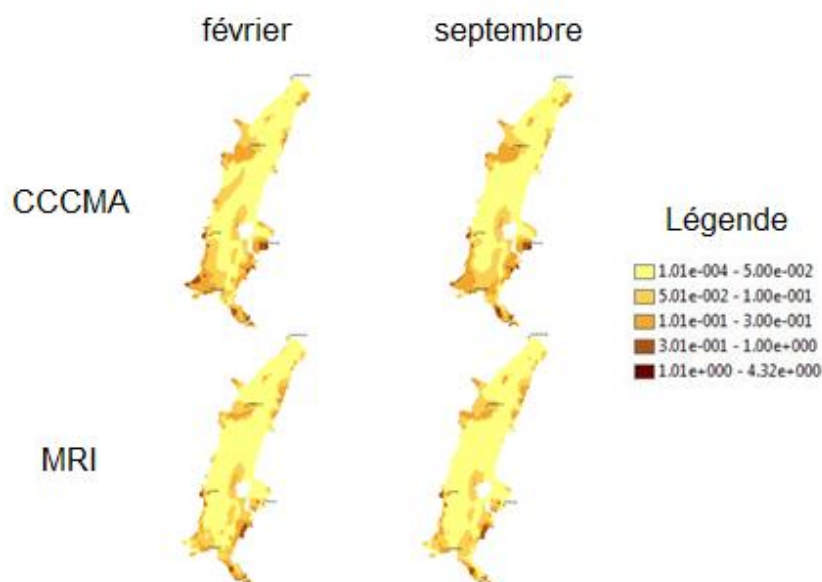 février
septembre
CCCMA
Légende
1.01e-004 - 5.00e-002
5.01e-002 - 1.00e-001
1.01e-001 - 3.00e-001
3.01e-001 - 1.00e+000
1.01e+000 - 4.32e+000
MRI